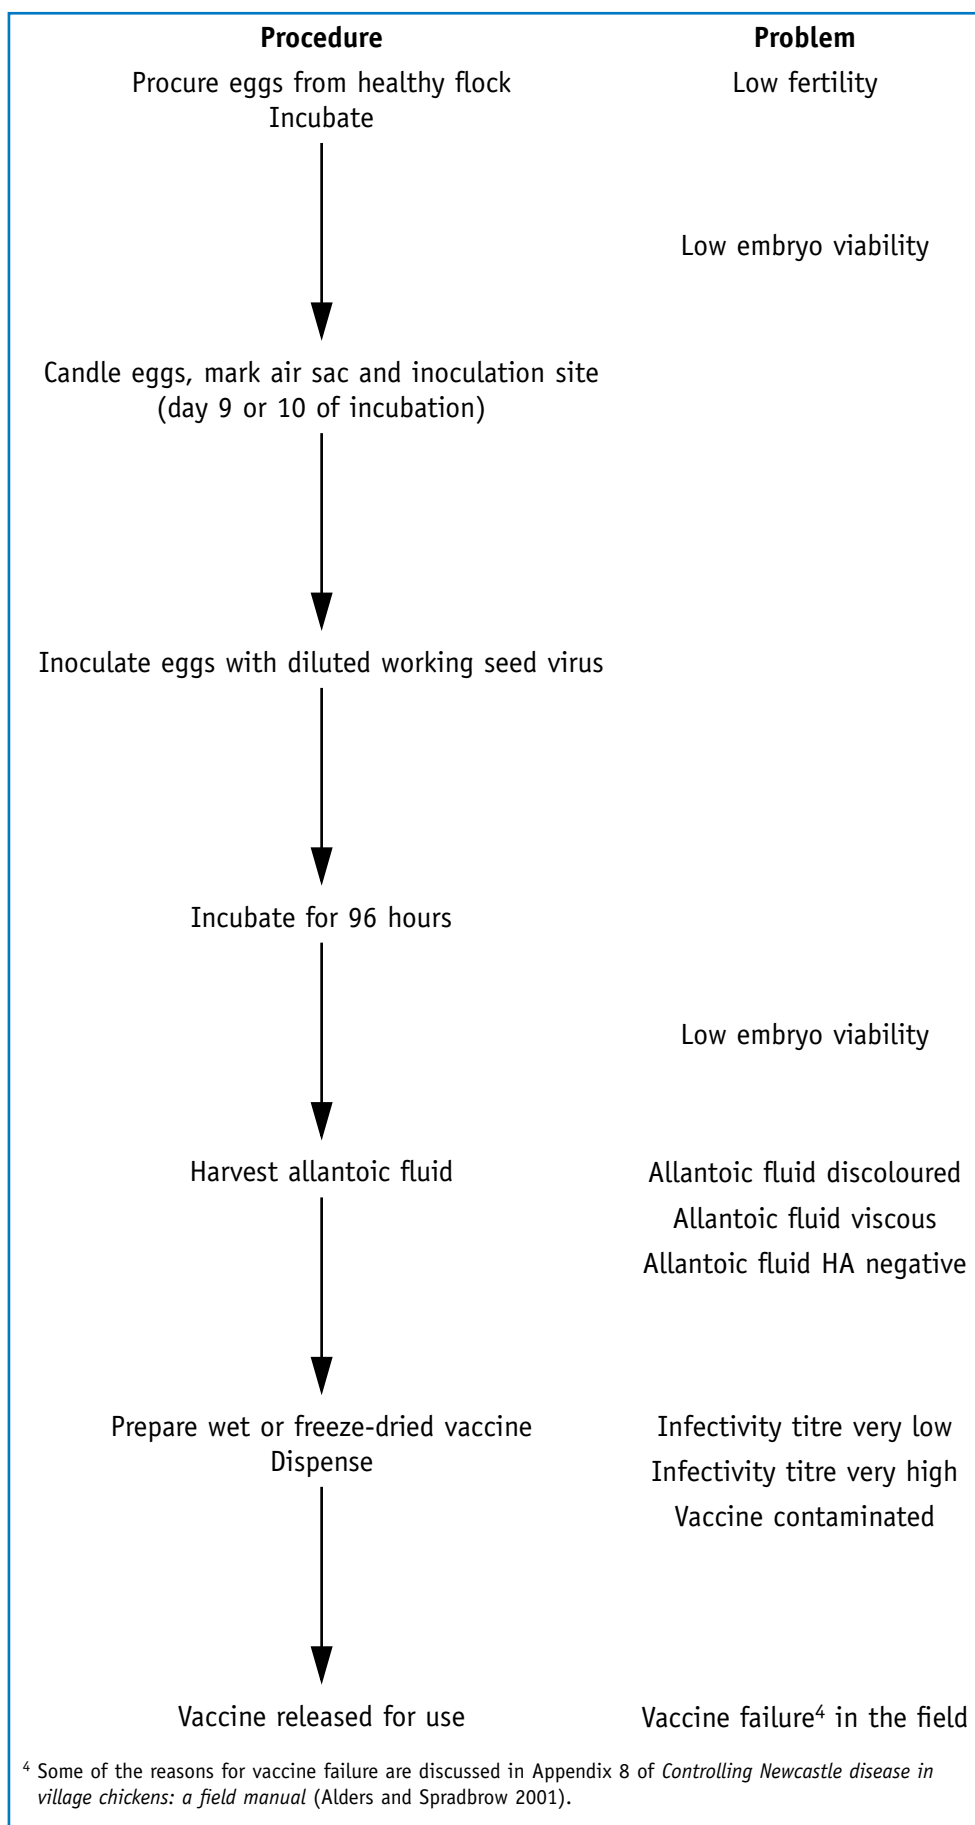 Procedure Problem
Procure eggs from healthy flock Low fertility
Incubate
Low embryo viability
Candle eggs, mark air sac and inoculation site
(day 9 or 10 of incubation)
Inoculate eggs with diluted working seed virus
Incubate for 96 hours
Low embryo viability
Harvest allantoic fluid Allantoic fluid discoloured
Allantoic fluid viscous
Allantoic fluid HA negative
Prepare wet or freeze-dried vaccine Infectivity titre very low
Dispense
Infectivity titre very high
Vaccine contaminated
Vaccine released for use Vaccine failure⁴ in the field
⁴ Some of the reasons for vaccine failure are discussed in Appendix 8 of Controlling Newcastle disease in
village chickens: a field manual (Alders and Spradbrow 2001).